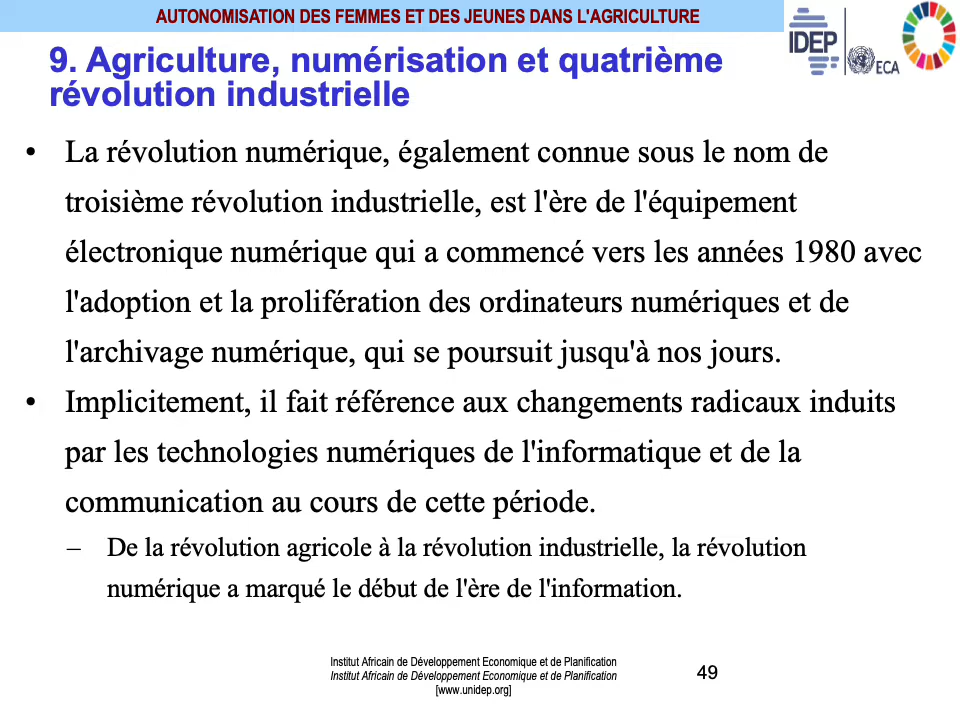 AUTONOMISATION DES FEMMES ET DES JEUNES DANS L'AGRICULTURE
IDEP
ECA
9. Agriculture, numérisation et quatrième
révolution industrielle
• La révolution numérique, également connue sous le nom de
troisième révolution industrielle, est l'ère de l'équipement
électronique numérique qui a commencé vers les années 1980 avec
l'adoption et la prolifération des ordinateurs numériques et de
l'archivage numérique, qui se poursuit jusqu'à nos jours.
• Implicitement, il fait référence aux changements radicaux induits
par les technologies numériques de l'informatique et de la
communication au cours de cette période.
– De la révolution agricole à la révolution industrielle, la révolution
numérique a marqué le début de l'ère de l'information.
Institut Africain de Développement Economique et de Planification
Institut Africain de Développement Economique et de Planification
[www.unidep.org]
49